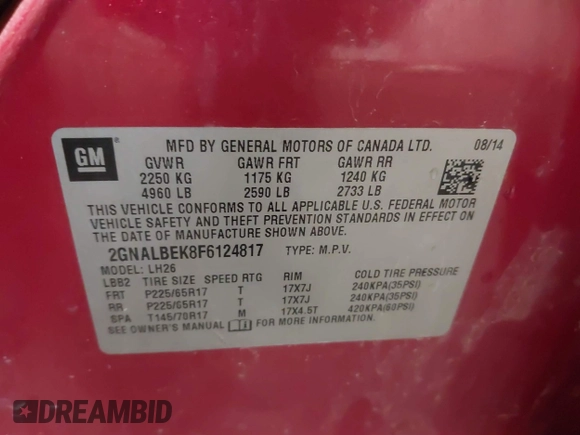 GM
MFD BY GENERAL MOTORS OF CANADA LTD. 08/14
GVWR GAWR FRT GAWR RR
2250 KG 1175 KG 1240 KG
4960 LB 2590 LB 2733 LB
THIS VEHICLE CONFORMS TO ALL APPLICABLE U.S. FEDERAL MOTOR
VEHICLE SAFETY AND THEFT PREVENTION STANDARDS IN EFFECT ON THE
DATE OF MANUFACTURE SHOWN ABOVE.
2GNALBEK8F6124817 TYPE: M.P.V.
MODEL: LH26
LBB2 TIRE SIZE SPEED RTG RIM COLD TIRE PRESSURE
FRT P225/65R17 T 17X7J 240KPA(35PSI)
RR P225/65R17 T 17X7J 240KPA(35PSI)
SPA T145/70R17 M 17X4.5T 420KPA(60PSI)
SEE OWNER'S MANUAL FOR MORE INFORMATION.
DREAMBID